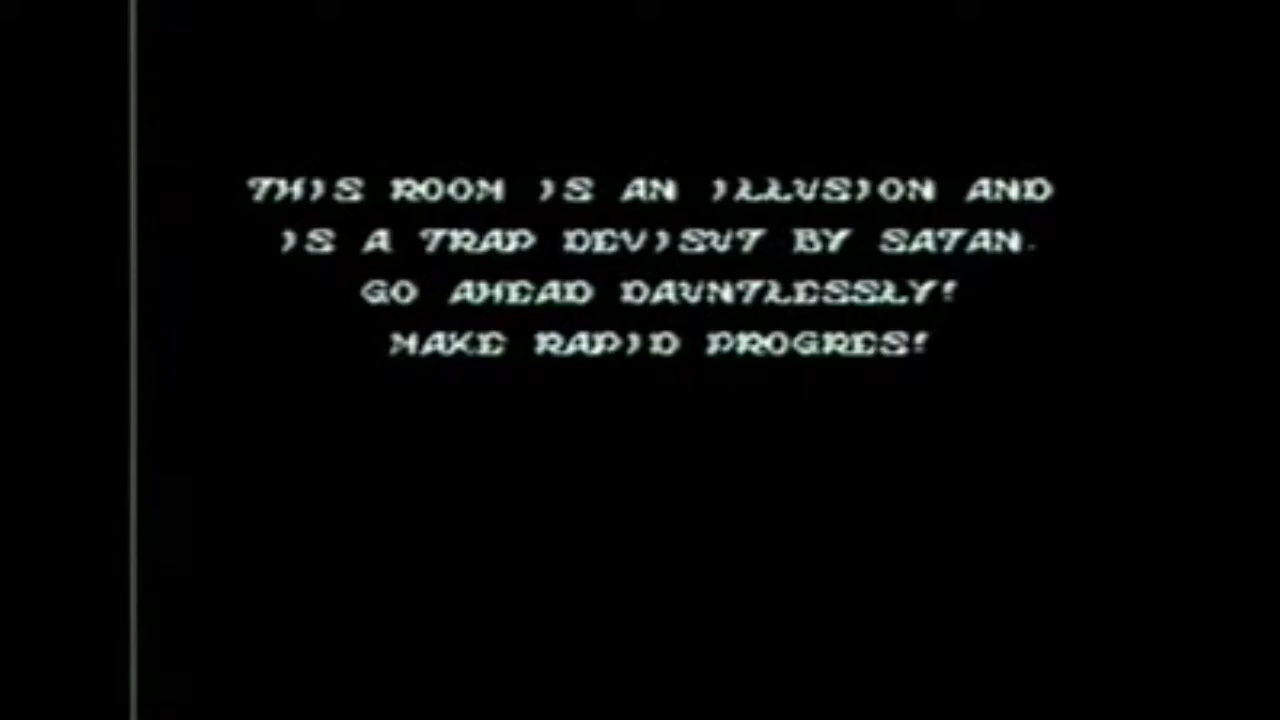 THIS ROOM IS AN ILLUSION AND
IS A TRAP DEVISUT BY SATAN.
GO AHEAD DAUNTLESSLY!
MAKE RAPID PROGRES!